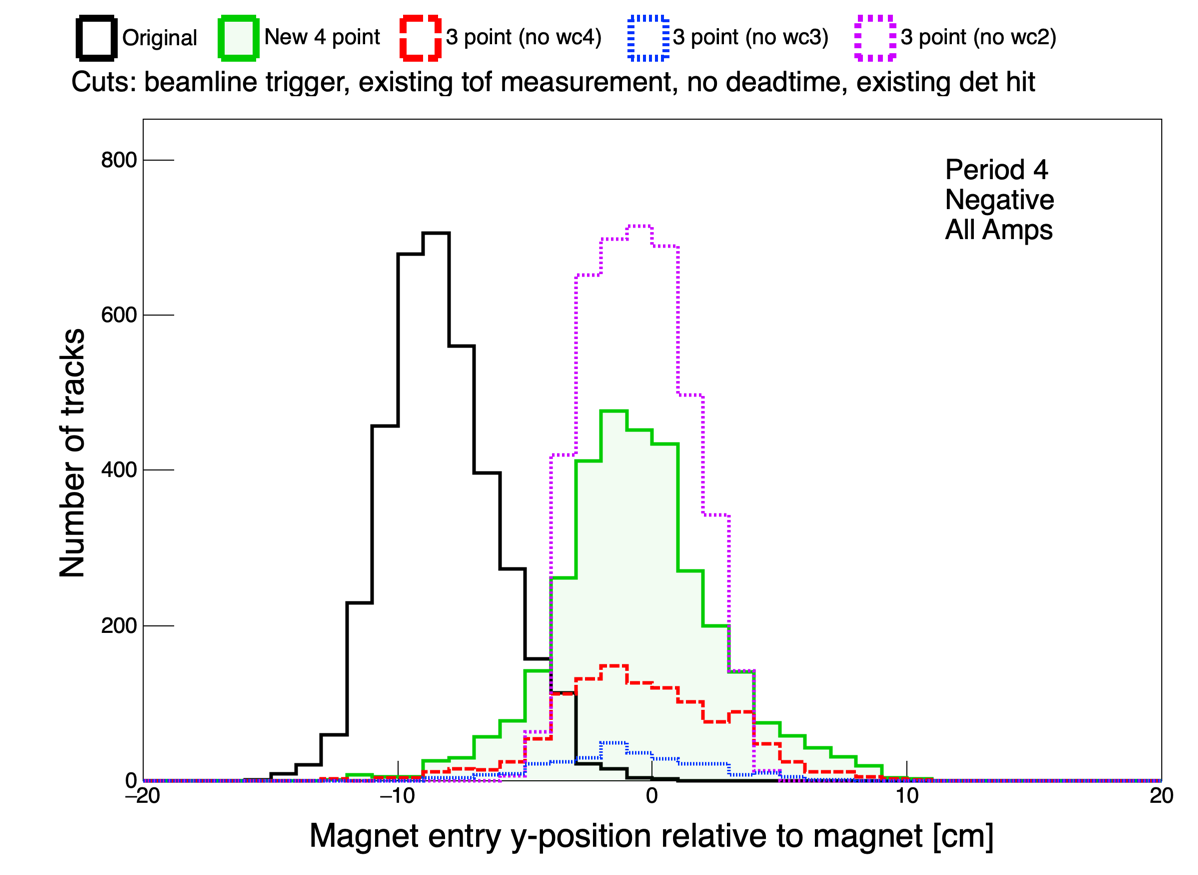 Original New 4 point 3 point (no wc4) 3 point (no wc3) 3 point (no wc2)
Cuts: beamline trigger, existing tof measurement, no deadtime, existing det hit
Period 4
Negative
All Amps
800
600
400
200
0
Number of tracks
−20 −10 0 10 20
Magnet entry y-position relative to magnet [cm]